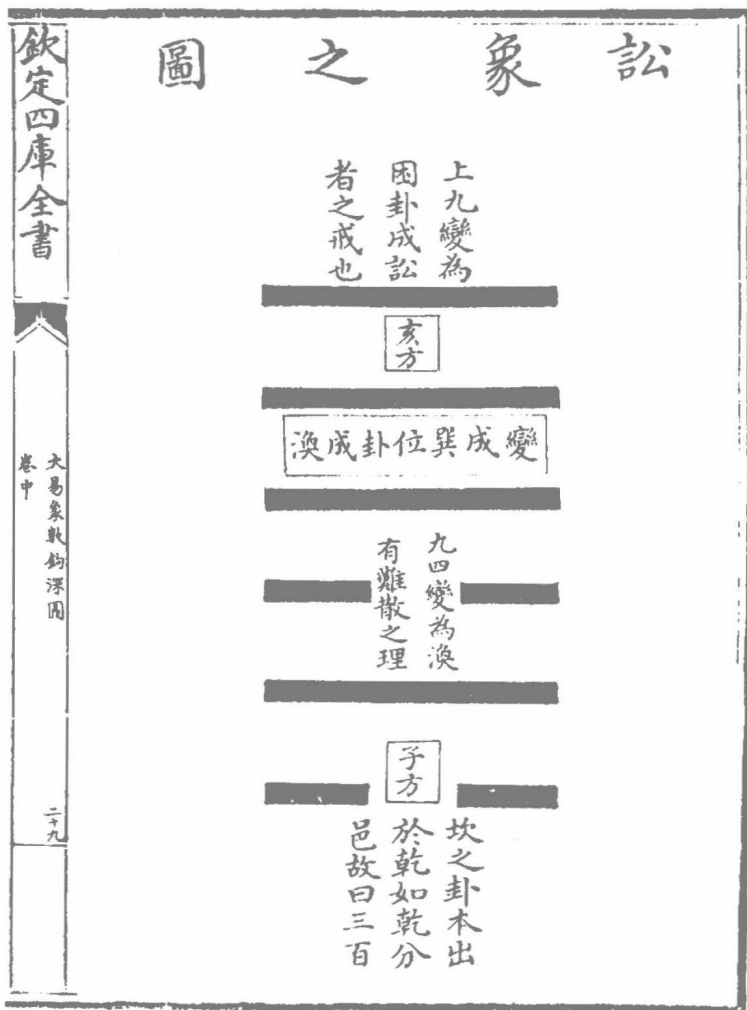 訟象之圖
上九變為
困卦成訟
者之戒也
亥方
變成巽位卦成渙
九四變為渙
有離散之理
子方
坎之卦本出
於乾如乾分
邑故曰三百
欽定四庫全書
大易象數鈎深圖
卷中
二十九